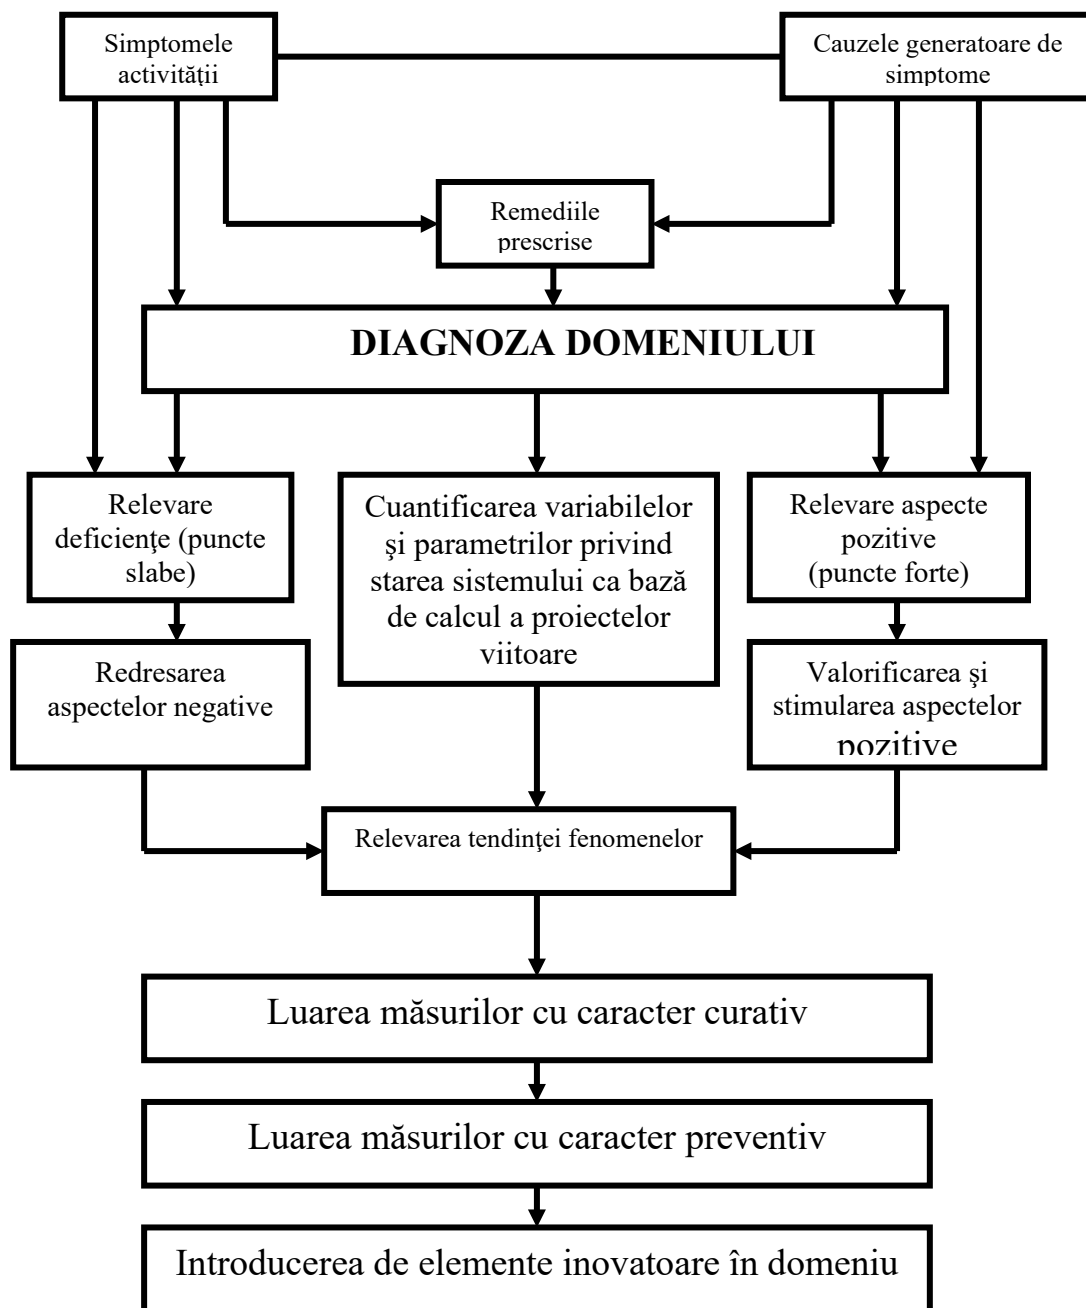 Simptomele
activităţii
Cauzele generatoare de
simptome
Remediile
prescrise
DIAGNOZA DOMENIULUI
Relevare
deficienţe (puncte
slabe)
Cuantificarea variabilelor
şi parametrilor privind
starea sistemului ca bază
de calcul a proiectelor
viitoare
Relevare aspecte
pozitive
(puncte forte)
Redresarea
aspectelor negative
Valorificarea şi
stimularea aspectelor
pozitive
Relevarea tendinţei fenomenelor
Luarea măsurilor cu caracter curativ
Luarea măsurilor cu caracter preventiv
Introducerea de elemente inovatoare în domeniu